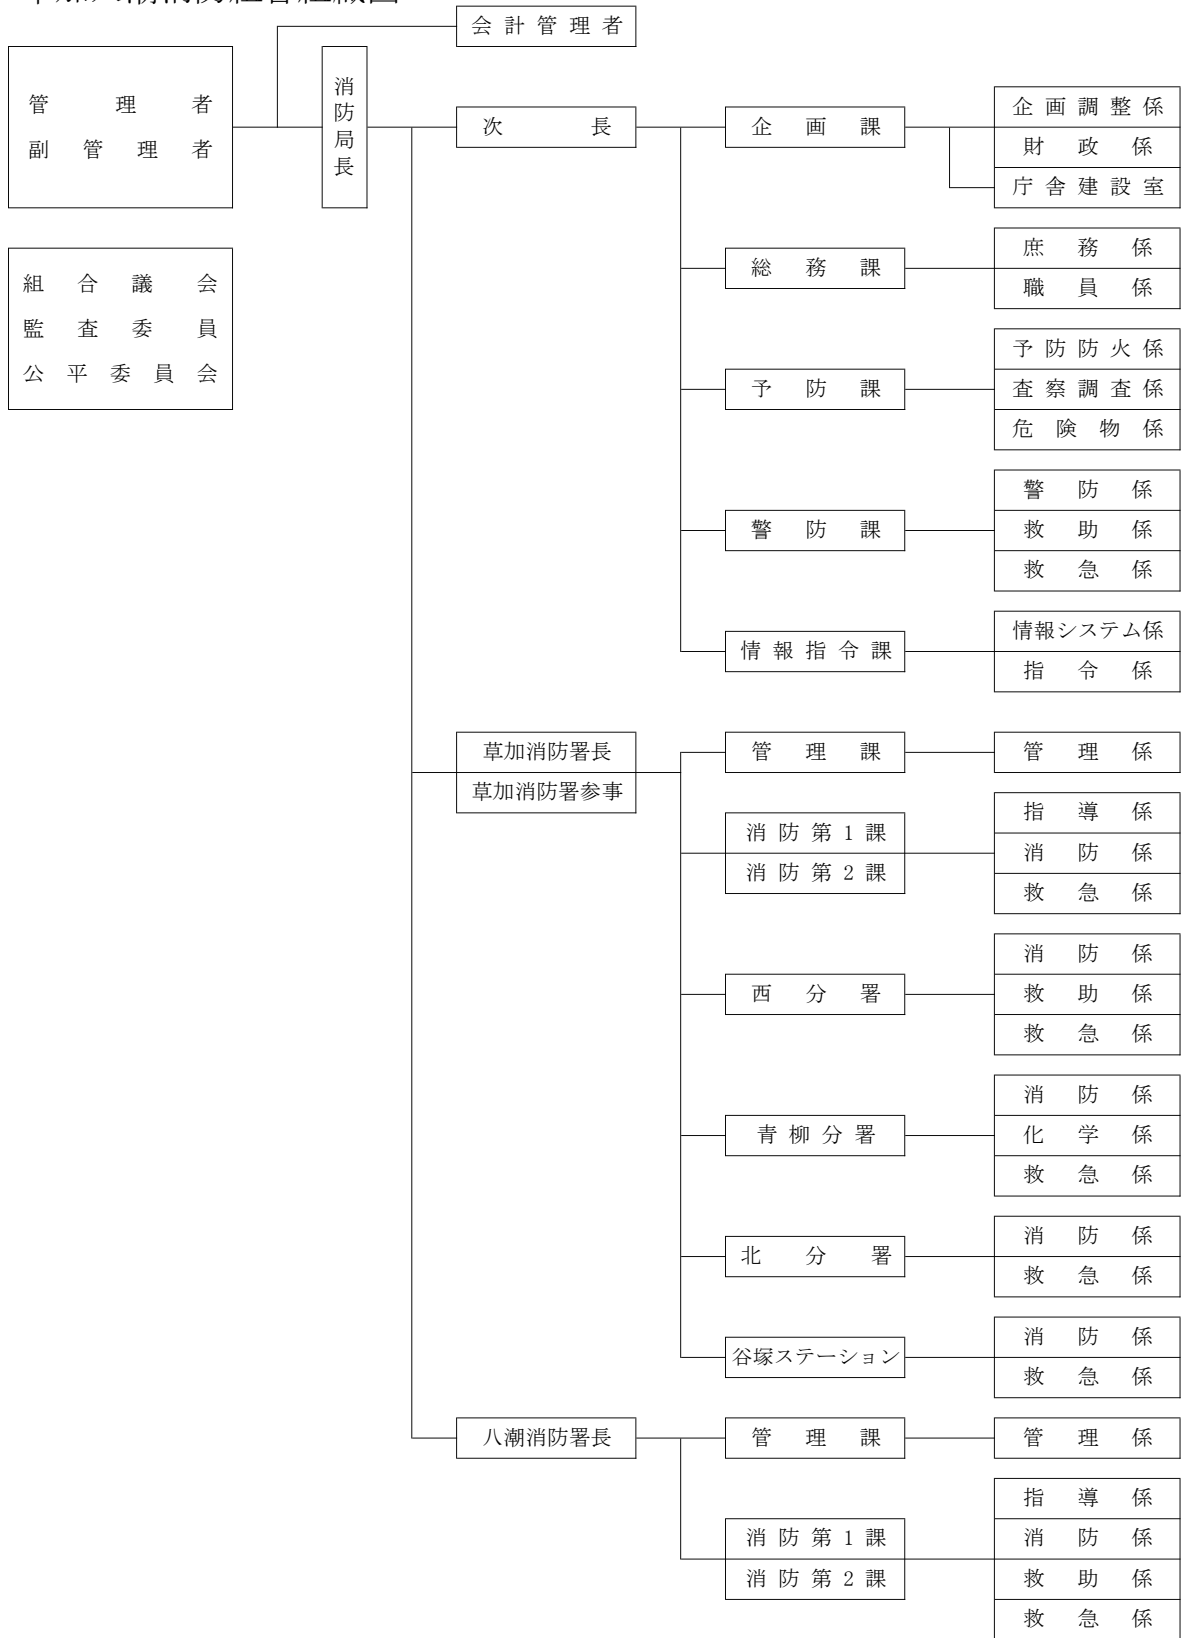 会計管理者
管理者
副管理者
消防局長
次長
企画課
企画調整係
財政係
庁舎建設室
組合議会
監査委員
公平委員会
総務課
庶務係
職員係
予防課
予防防火係
査察調査係
危険物係
警防課
警防係
救助係
救急係
情報指令課
情報システム係
指令係
草加消防署長
草加消防署参事
管理課
管理係
消防第1課
消防第2課
指導係
消防係
救急係
西分署
消防係
救助係
救急係
青柳分署
消防係
化学係
救急係
北分署
消防係
救急係
谷塚ステーション
消防係
救急係
八潮消防署長
管理課
管理係
消防第1課
消防第2課
指導係
消防係
救助係
救急係